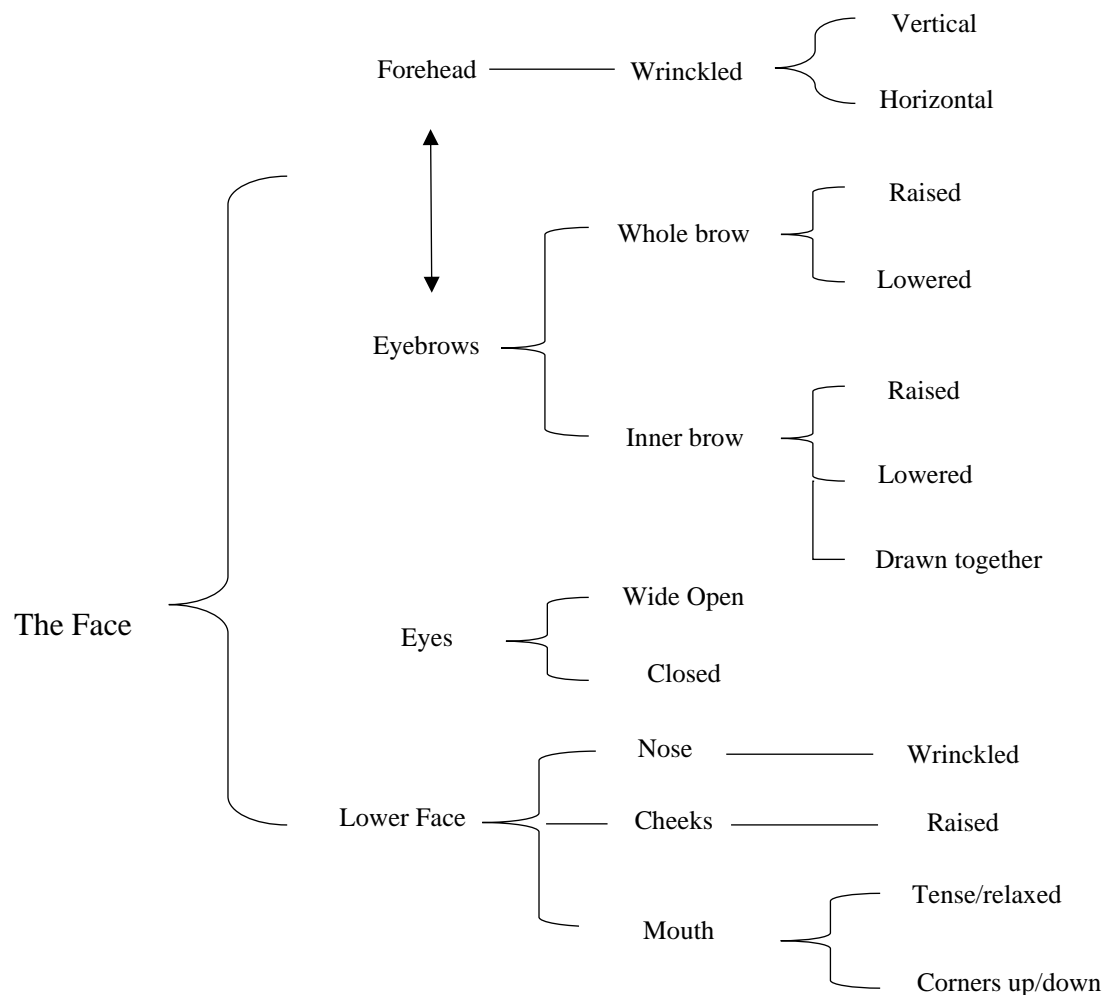 Vertical
Forehead Wrinckled
Horizontal
Raised
Whole brow
Lowered
Eyebrows
Raised
Inner brow
Lowered
Drawn together
Wide Open
The Face
Eyes
Closed
Nose Wrinckled
Lower Face Cheeks Raised
Tense/relaxed
Mouth
Corners up/down